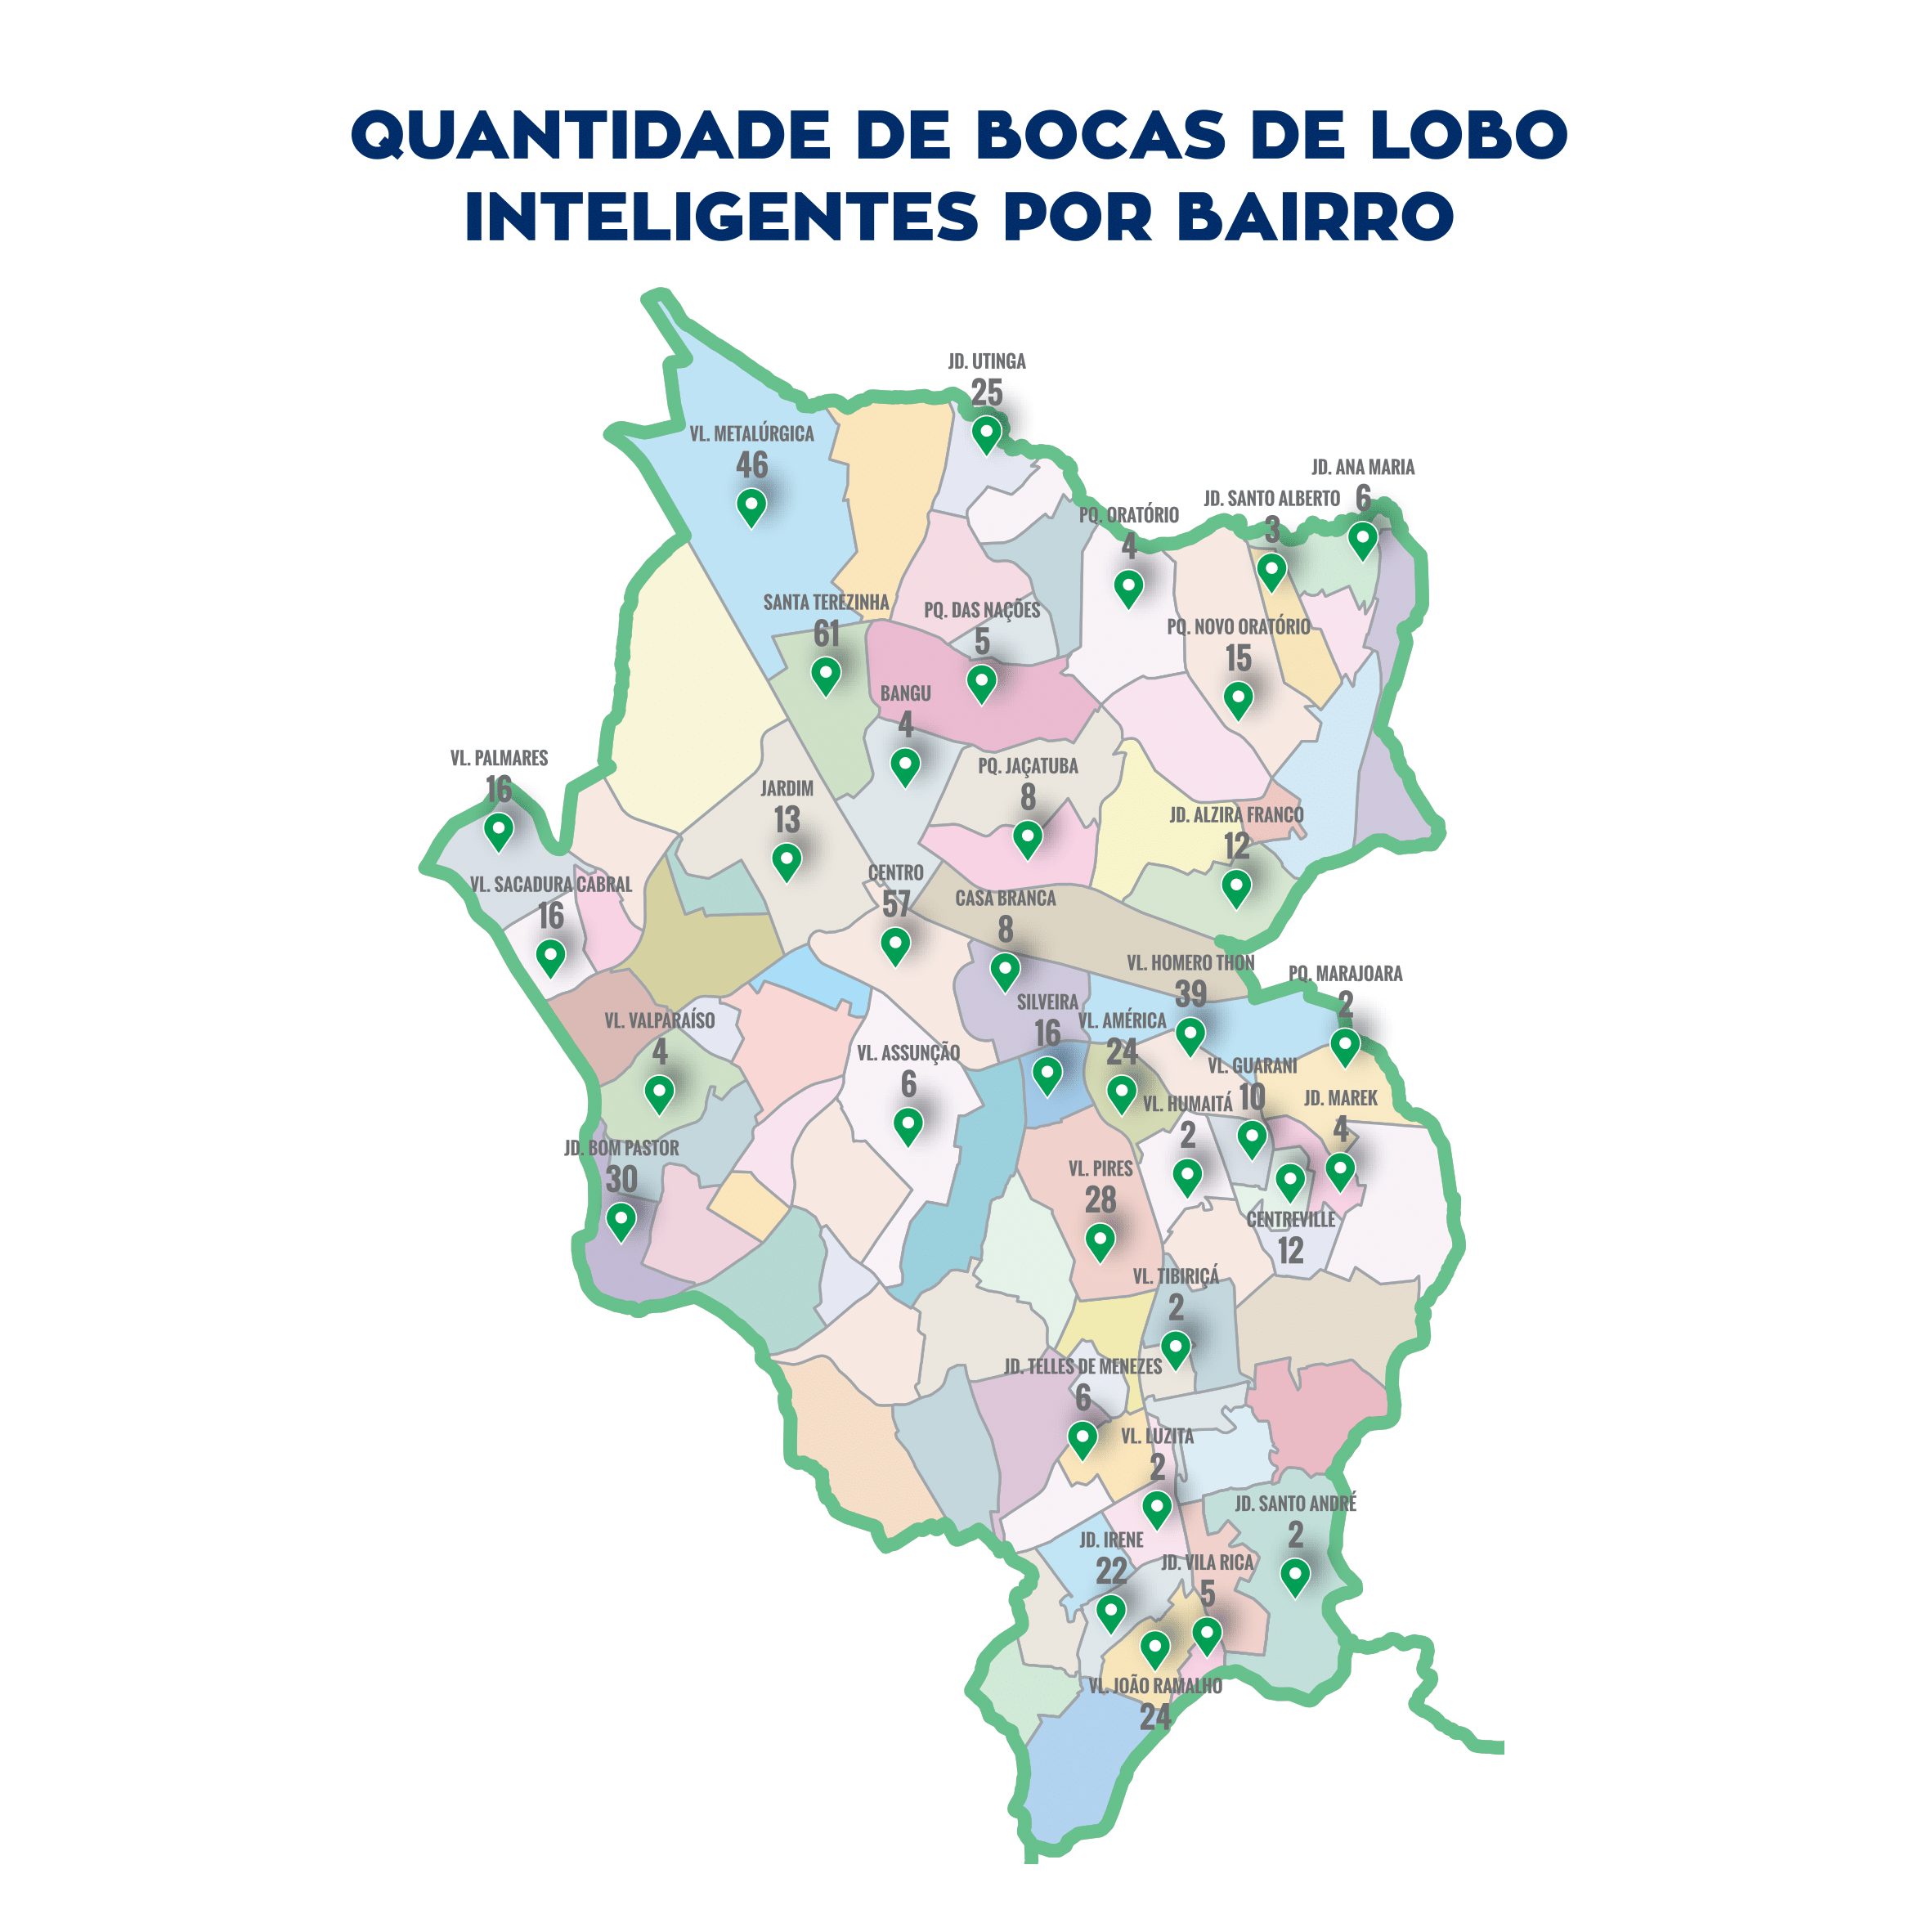 QUANTIDADE DE BOCAS DE LOBO
INTELIGENTES POR BAIRRO
JD. UTINGA
25
VL. METALÚRGICA
46
JD. ANA MARIA
6
JD. SANTO ALBERTO
3
PQ. ORATÓRIO
4
SANTA TEREZINHA
61
PQ. DAS NAÇÕES
5
PQ. NOVO ORATÓRIO
15
BANGU
4
VL. PALMARES
16
PQ. JAÇATUBA
8
JARDIM
13
JD. ALZIRA FRANCO
12
CENTRO
57
VL. SACADURA CABRAL
16
CASA BRANCA
8
VL. HOMERO THON
39
PQ. MARAJOARA
2
SILVEIRA
16
VL. AMÉRICA
24
VL. VALPARAÍSO
4
VL. ASSUNÇÃO
6
VL. GUARANI
10
JD. MAREK
4
VL. HUMAITÁ
2
JD. BOM PASTOR
30
VL. PIRES
28
CENTREVILLE
12
VL. TIBIRIÇÁ
2
JD. TELLES DE MENEZES
6
VL. LUZITA
2
JD. SANTO ANDRÉ
2
JD. IRENE
22
JD. VILA RICA
5
VL. JOÃO RAMALHO
24